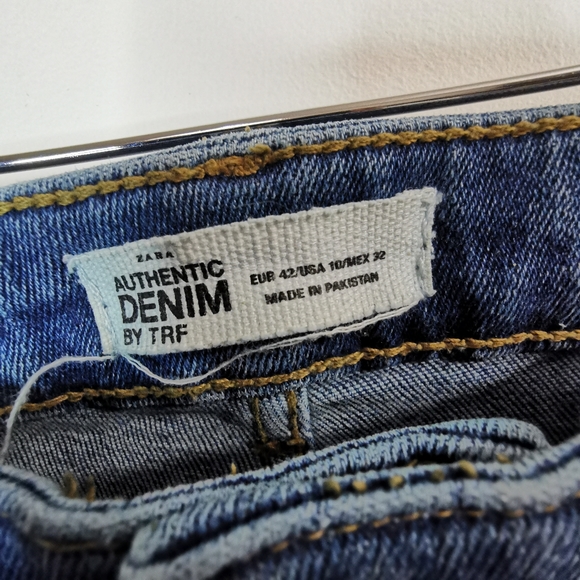 ZARA
AUTHENTIC
DENIM
BY TRF
EUR 42/USA 10/MEX 32
MADE IN PAKISTAN